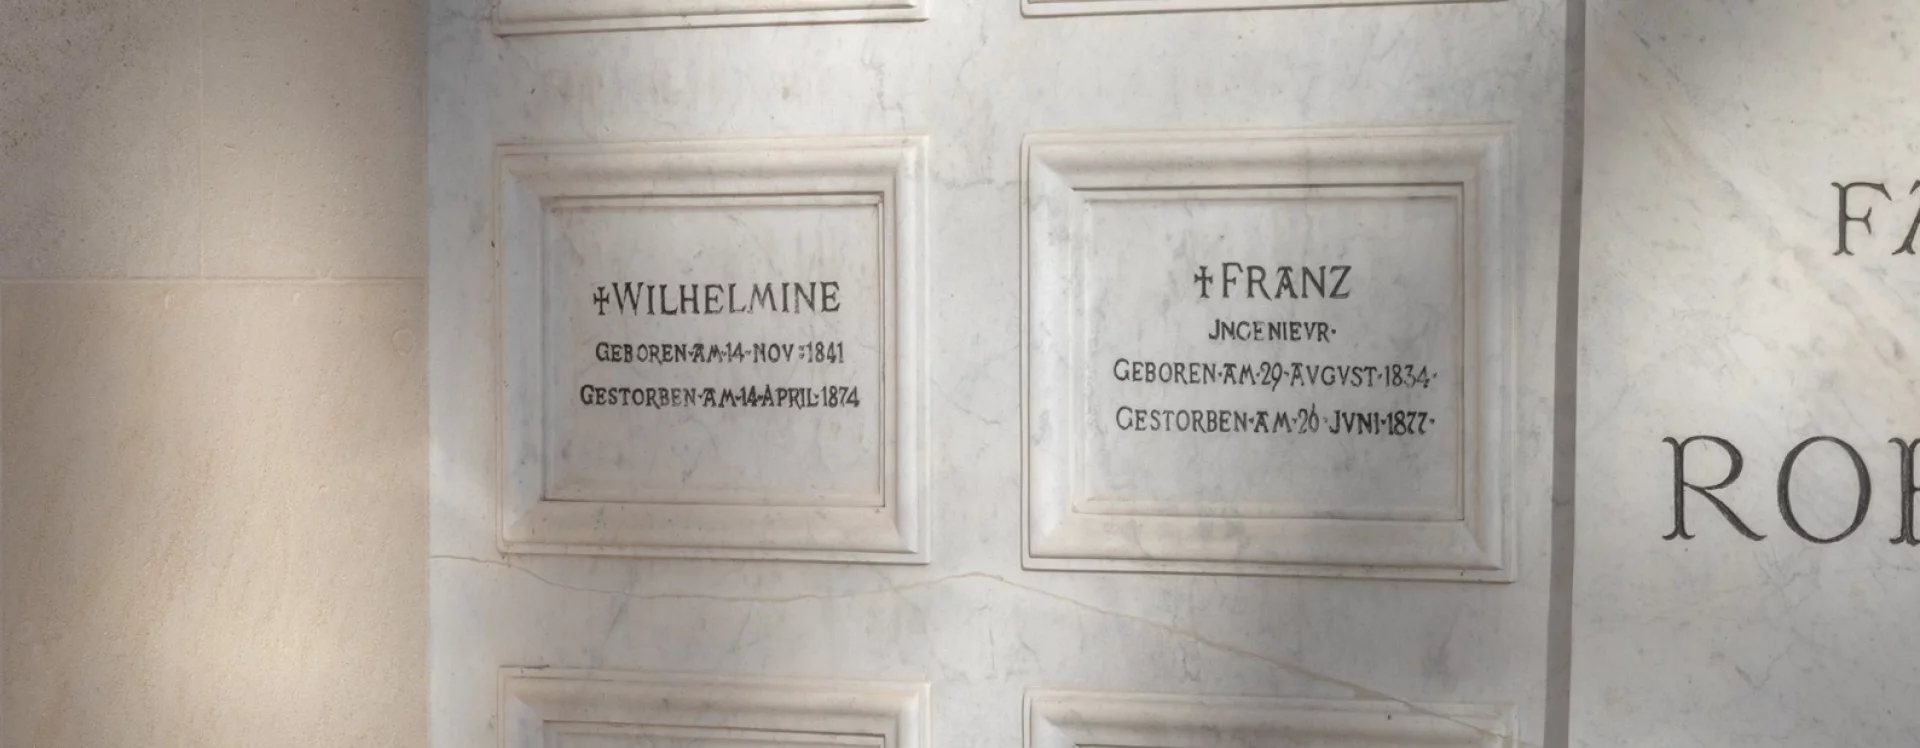 ✝WILHELMINE
GEBOREN·AM·14·NOV:1841
GESTORBEN·AM·14·APRIL·1874
✝FRANZ
JNGENIEVR·
GEBOREN·AM·29·AVGVST·1834·
GESTORBEN·AM·26·JVNI·1877·